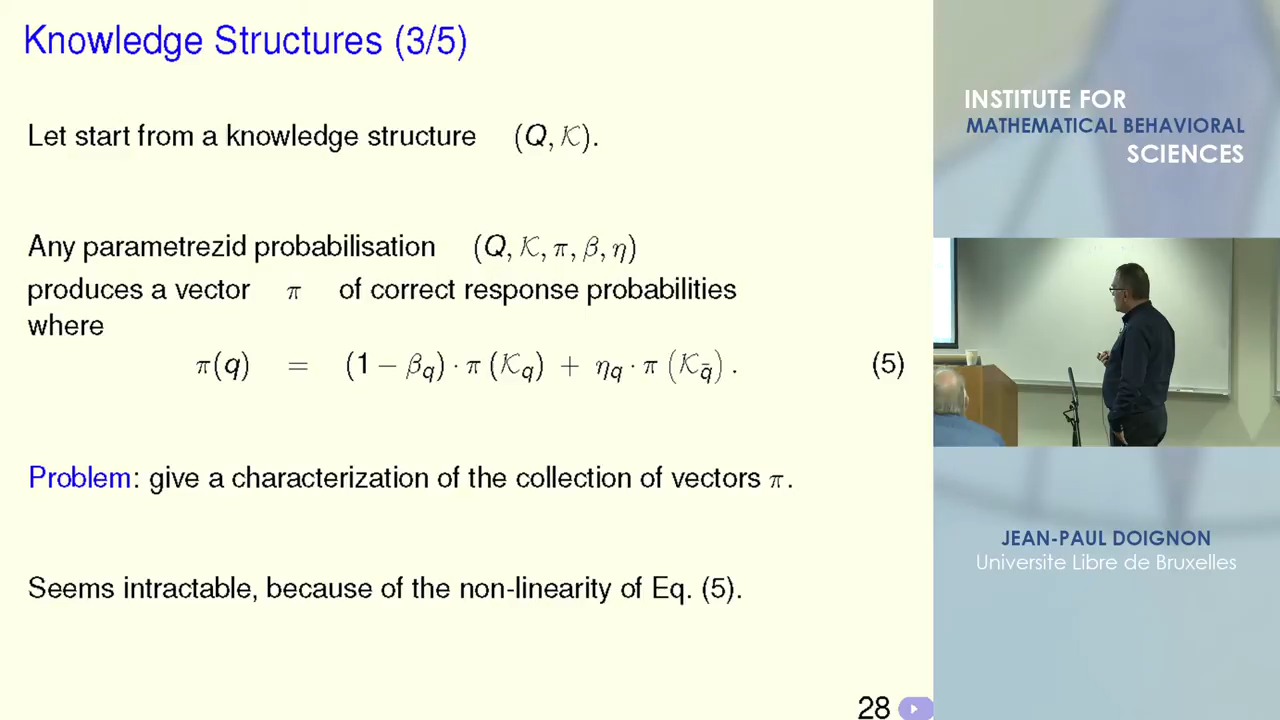 Knowledge Structures (3/5)
Let start from a knowledge structure (Q, 𝒦).
Any parametrezid probabilisation (Q, 𝒦, π, β, η)
produces a vector π of correct response probabilities
where
π(q) = (1 − β_q) · π (𝒦_q) + η_q · π (𝒦_q̄) . (5)
Problem: give a characterization of the collection of vectors π.
Seems intractable, because of the non-linearity of Eq. (5).
28
INSTITUTE FOR
MATHEMATICAL BEHAVIORAL
SCIENCES
JEAN-PAUL DOIGNON
Universite Libre de Bruxelles